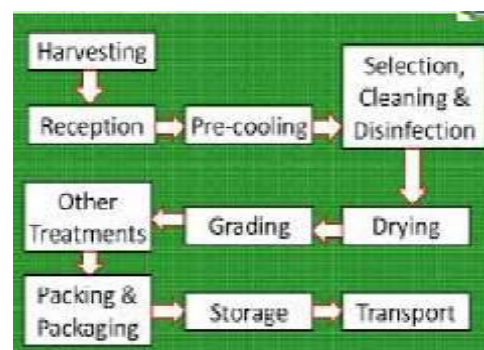 Harvesting
Reception
Pre-cooling
Selection,
Cleaning &
Disinfection
Drying
Grading
Other
Treatments
Packing &
Packaging
Storage
Transport